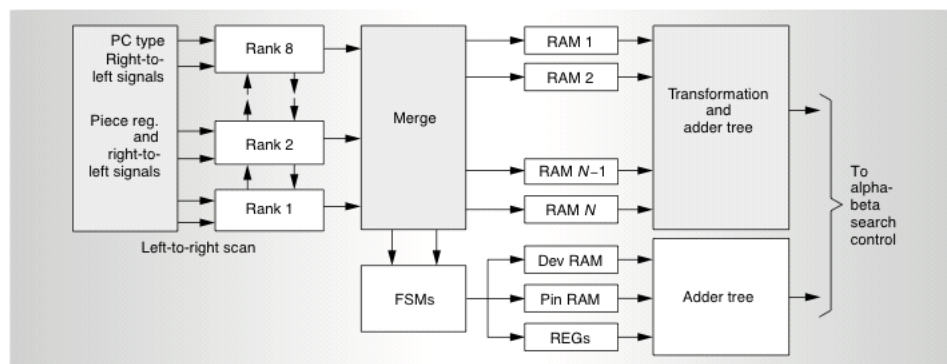 PC type
Right-to-
left signals
Piece reg.
and
right-to-
left signals
Rank 8
Rank 2
Rank 1
Left-to-right scan
Merge
FSMs
RAM 1
RAM 2
RAM N–1
RAM N
Dev RAM
Pin RAM
REGs
Transformation
and
adder tree
Adder tree
To
alpha-
beta
search
control